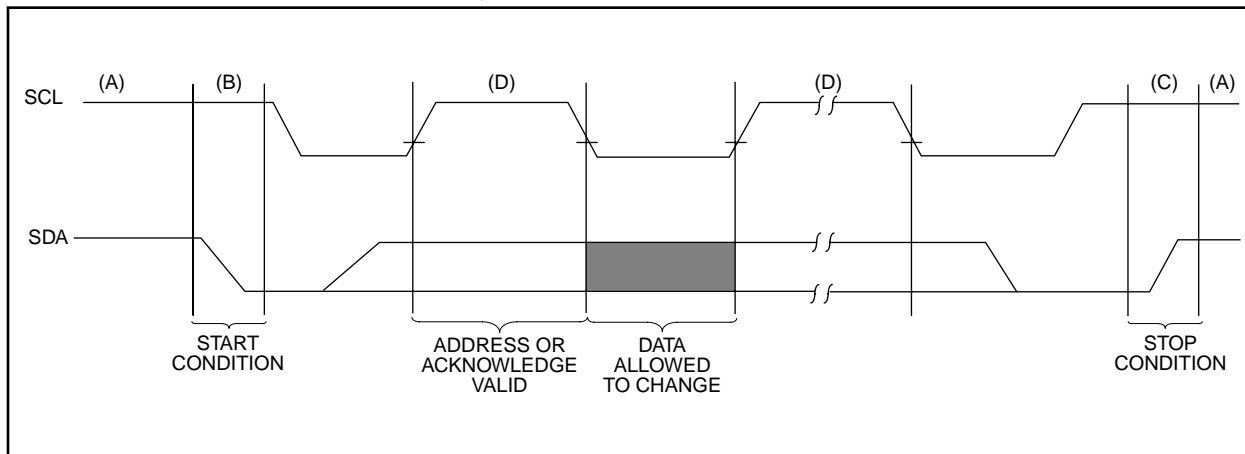 (A) (B) (D) (D) (C) (A)
SCL
SDA
START
CONDITION
ADDRESS OR
ACKNOWLEDGE
VALID
DATA
ALLOWED
TO CHANGE
STOP
CONDITION